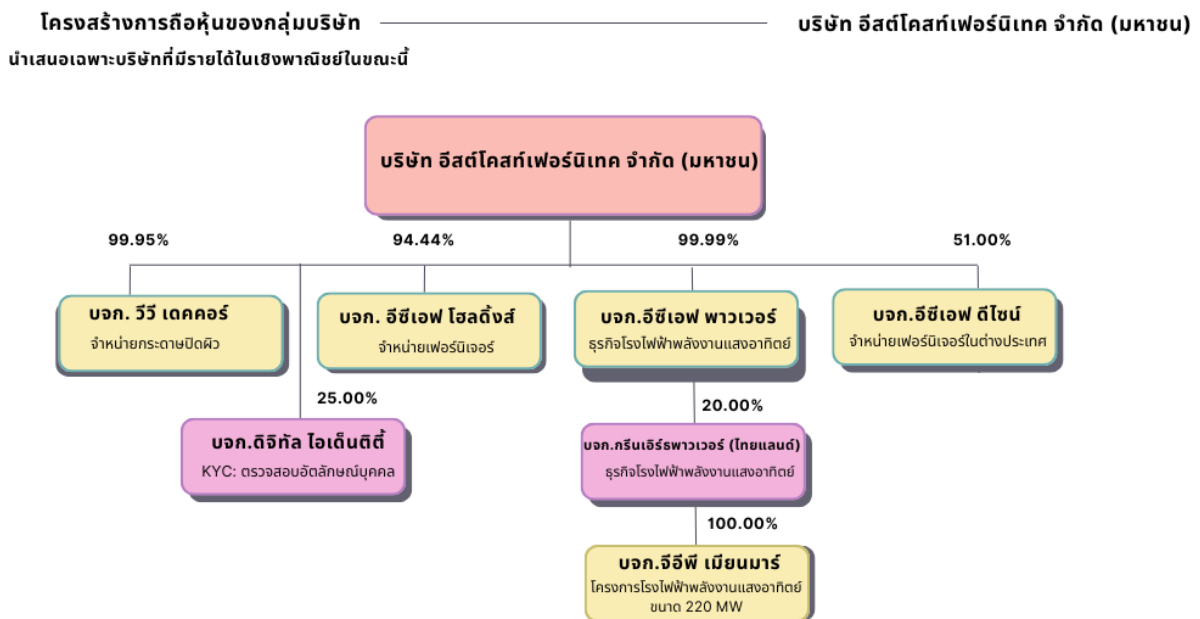 โครงสร้างการถือหุ้นของกลุ่มบริษัท
บริษัท อีสต์โคสท์เฟอร์นิเทค จำกัด (มหาชน)
นำเสนอเฉพาะบริษัทที่มีรายได้ในเชิงพาณิชย์ในขณะนี้
บริษัท อีสต์โคสท์เฟอร์นิเทค จำกัด (มหาชน)
99.95%
94.44%
99.99%
51.00%
บจก. วีวี เดคคอร์
จำหน่ายกระดาษปิดผิว
บจก. อีซีเอฟ โฮลดิ้งส์
จำหน่ายเฟอร์นิเจอร์
บจก.อีซีเอฟ พาวเวอร์
ธุรกิจโรงไฟฟ้าพลังงานแสงอาทิตย์
บจก.อีซีเอฟ ดีไซน์
จำหน่ายเฟอร์นิเจอร์ในต่างประเทศ
25.00%
20.00%
บจก.ดิจิทัล ไอเด็นติตี้
KYC: ตรวจสอบอัตลักษณ์บุคคล
บจก.กรีนเอิร์ธพาวเวอร์ (ไทยแลนด์)
ธุรกิจโรงไฟฟ้าพลังงานแสงอาทิตย์
100.00%
บจก.จีอีพี เมียนมาร์
โครงการโรงไฟฟ้าพลังงานแสงอาทิตย์
ขนาด 220 MW